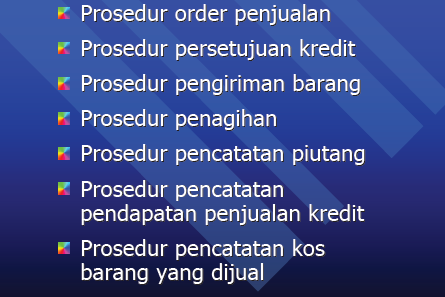 Prosedur order penjualan
Prosedur persetujuan kredit
Prosedur pengiriman barang
Prosedur penagihan
Prosedur pencatatan piutang
Prosedur pencatatan
pendapatan penjualan kredit
Prosedur pencatatan kos
barang yang dijual